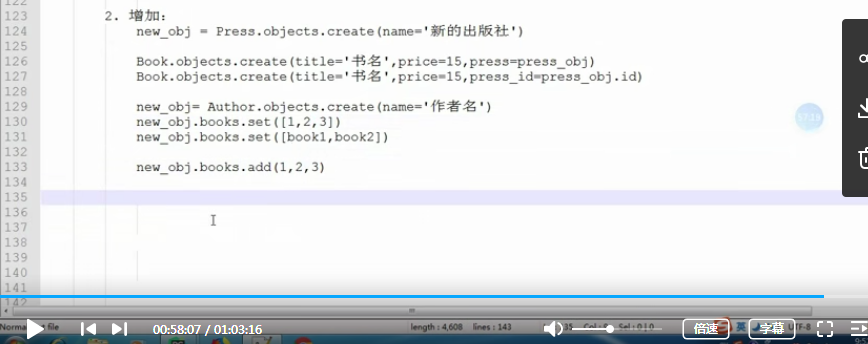 122
123 2. 增加:
124 new_obj = Press.objects.create(name='新的出版社')
125
126 Book.objects.create(title='书名',price=15,press=press_obj)
127 Book.objects.create(title='书名',price=15,press_id=press_obj.id)
128
129 new_obj= Author.objects.create(name='作者名')
130 new_obj.books.set([1,2,3])
131 new_obj.books.set([book1,book2])
132
133 new_obj.books.add(1,2,3)
134
135
136
137
138
139
140
141
142
length : 4,608 lines : 143
UTF-8
00:58:07 / 01:03:16
倍速
英
字幕